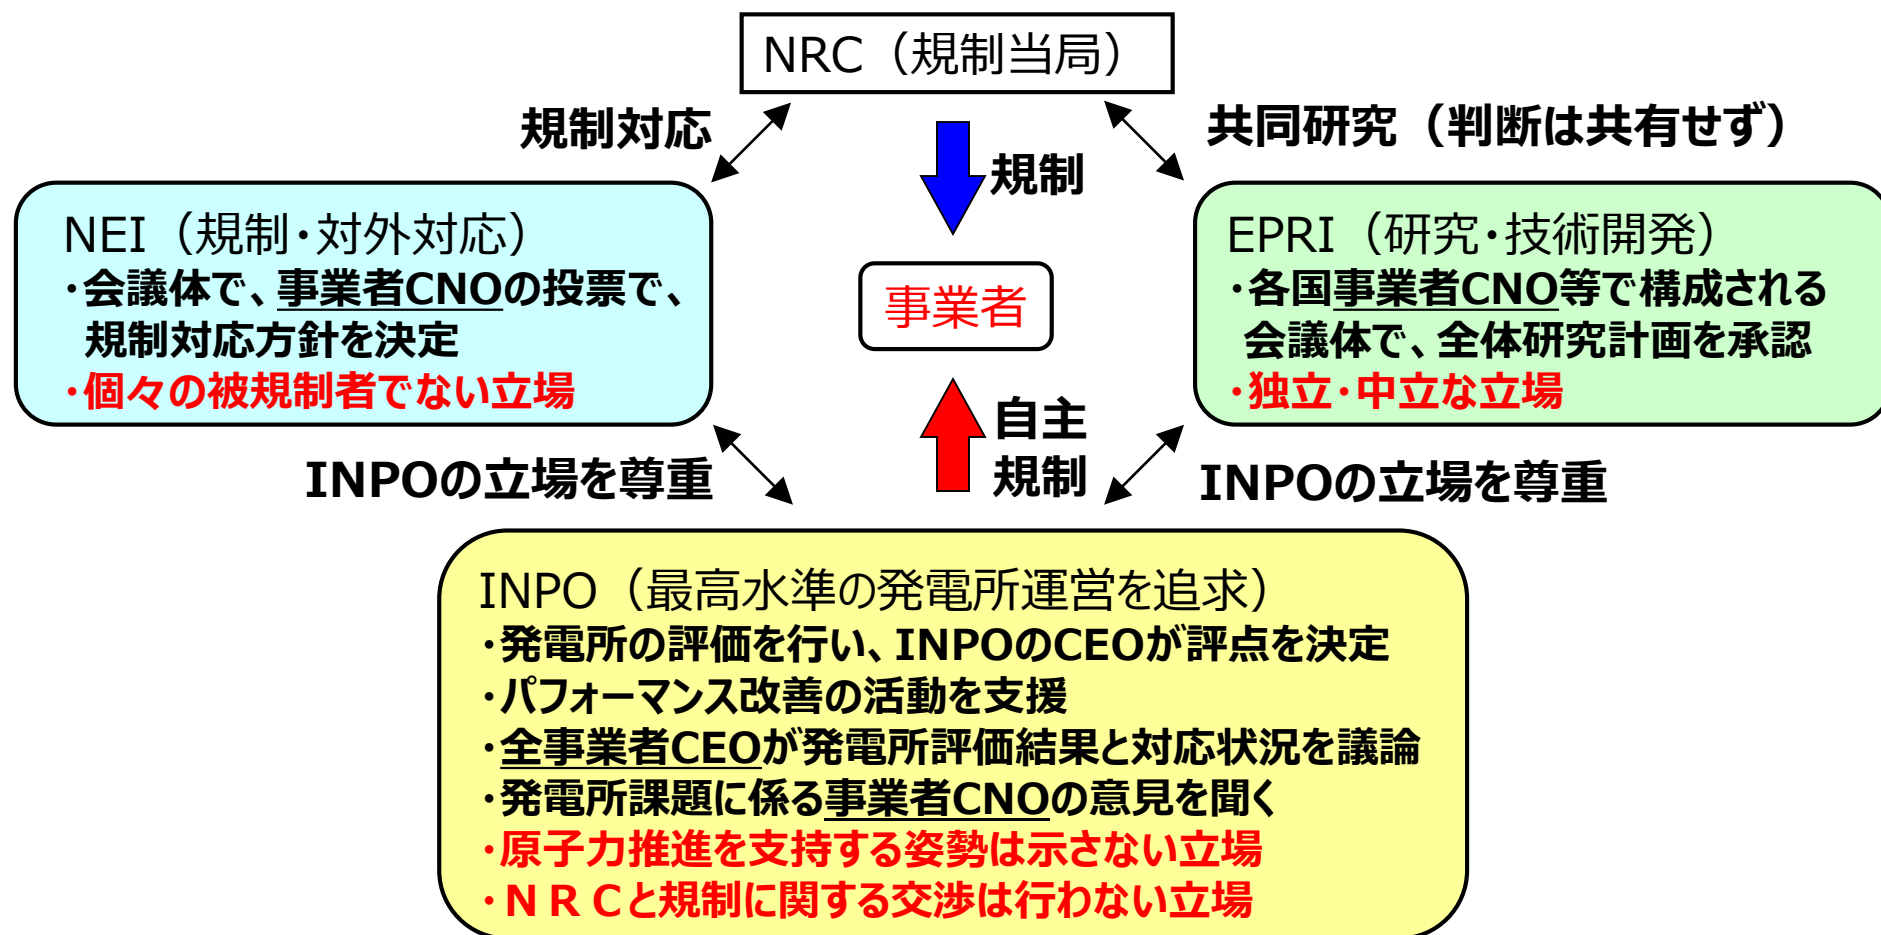 NRC（規制当局）
規制対応
共同研究（判断は共有せず）
規制
NEI（規制・対外対応）
・会議体で、事業者CNOの投票で、
規制対応方針を決定
・個々の被規制者でない立場
事業者
EPRI（研究・技術開発）
・各国事業者CNO等で構成される
会議体で、全体研究計画を承認
・独立・中立な立場
自主
規制
INPOの立場を尊重
INPOの立場を尊重
INPO（最高水準の発電所運営を追求）
・発電所の評価を行い、INPOのCEOが評点を決定
・パフォーマンス改善の活動を支援
・全事業者CEOが発電所評価結果と対応状況を議論
・発電所課題に係る事業者CNOの意見を聞く
・原子力推進を支持する姿勢は示さない立場
・ＮＲＣと規制に関する交渉は行わない立場